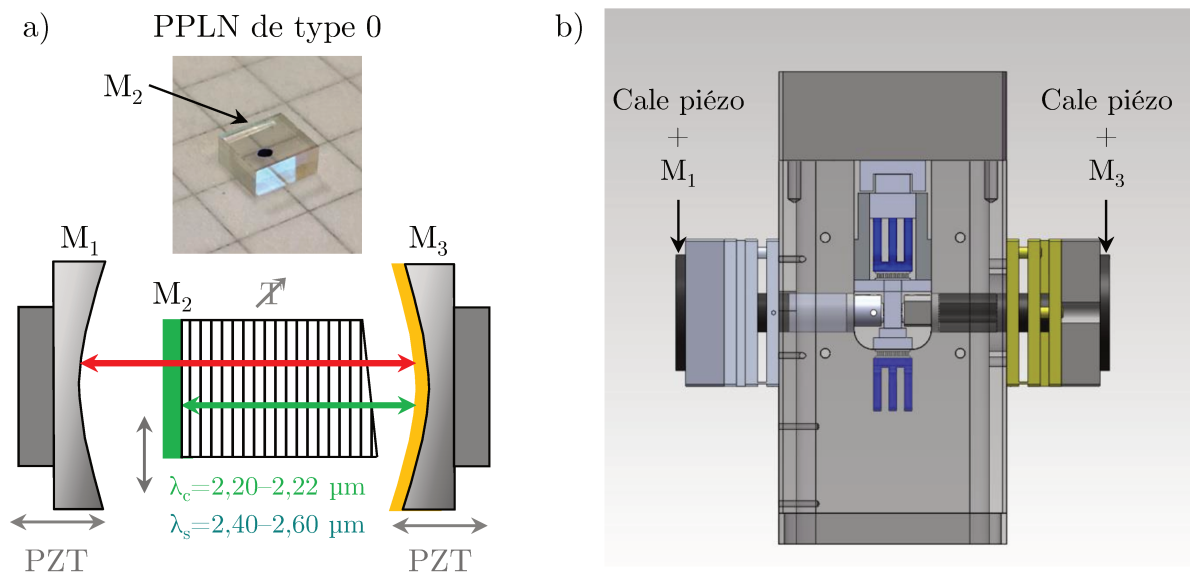 a)
PPLN de type 0
M₂
M₁
M₃
M₂
T
λc=2,20–2,22 µm
λs=2,40–2,60 µm
PZT
PZT
b)
Cale piézo
+
M₁
Cale piézo
+
M₃